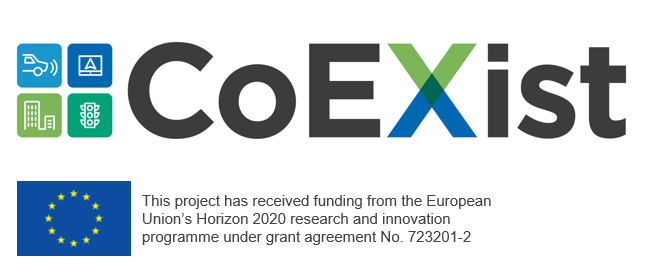 CoEXist
This project has received funding from the European
Union's Horizon 2020 research and innovation
programme under grant agreement No. 723201-2